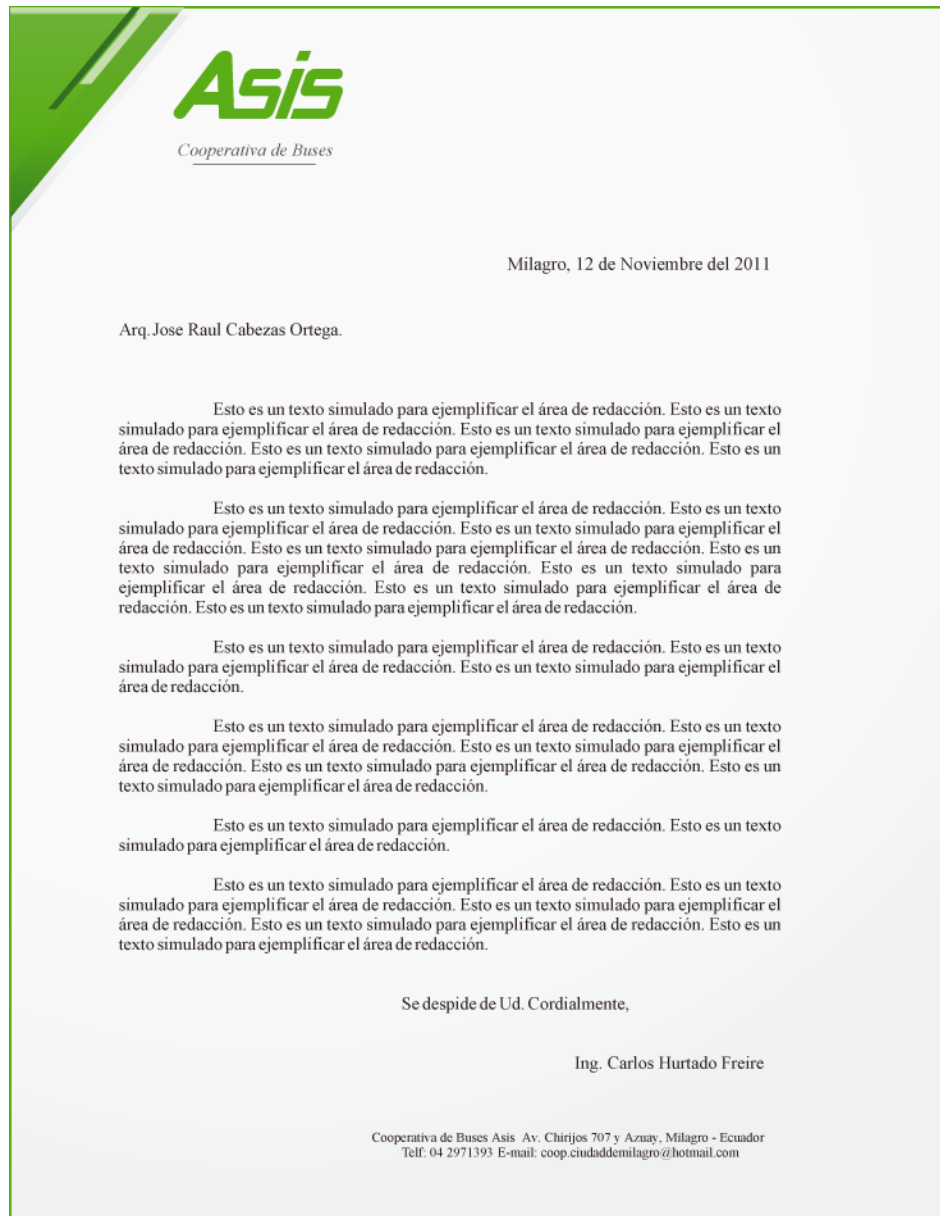 Asis
Cooperativa de Buses
Milagro, 12 de Noviembre del 2011
Arq. Jose Raul Cabezas Ortega.
Esto es un texto simulado para ejemplificar el área de redacción. Esto es un texto
simulado para ejemplificar el área de redacción. Esto es un texto simulado para ejemplificar el
área de redacción. Esto es un texto simulado para ejemplificar el área de redacción. Esto es un
texto simulado para ejemplificar el área de redacción.
Esto es un texto simulado para ejemplificar el área de redacción. Esto es un texto
simulado para ejemplificar el área de redacción. Esto es un texto simulado para ejemplificar el
área de redacción. Esto es un texto simulado para ejemplificar el área de redacción. Esto es un
texto simulado para ejemplificar el área de redacción. Esto es un texto simulado para
ejemplificar el área de redacción. Esto es un texto simulado para ejemplificar el área de
redacción. Esto es un texto simulado para ejemplificar el área de redacción.
Esto es un texto simulado para ejemplificar el área de redacción. Esto es un texto
simulado para ejemplificar el área de redacción. Esto es un texto simulado para ejemplificar el
área de redacción.
Esto es un texto simulado para ejemplificar el área de redacción. Esto es un texto
simulado para ejemplificar el área de redacción. Esto es un texto simulado para ejemplificar el
área de redacción. Esto es un texto simulado para ejemplificar el área de redacción. Esto es un
texto simulado para ejemplificar el área de redacción.
Esto es un texto simulado para ejemplificar el área de redacción. Esto es un texto
simulado para ejemplificar el área de redacción.
Esto es un texto simulado para ejemplificar el área de redacción. Esto es un texto
simulado para ejemplificar el área de redacción. Esto es un texto simulado para ejemplificar el
área de redacción. Esto es un texto simulado para ejemplificar el área de redacción. Esto es un
texto simulado para ejemplificar el área de redacción.
Se despide de Ud. Cordialmente,
Ing. Carlos Hurtado Freire
Cooperativa de Buses Asis Av. Chirijos 707 y Azuay, Milagro - Ecuador
Telf: 04 2971393 E-mail: coop.ciudaddemilagro@hotmail.com